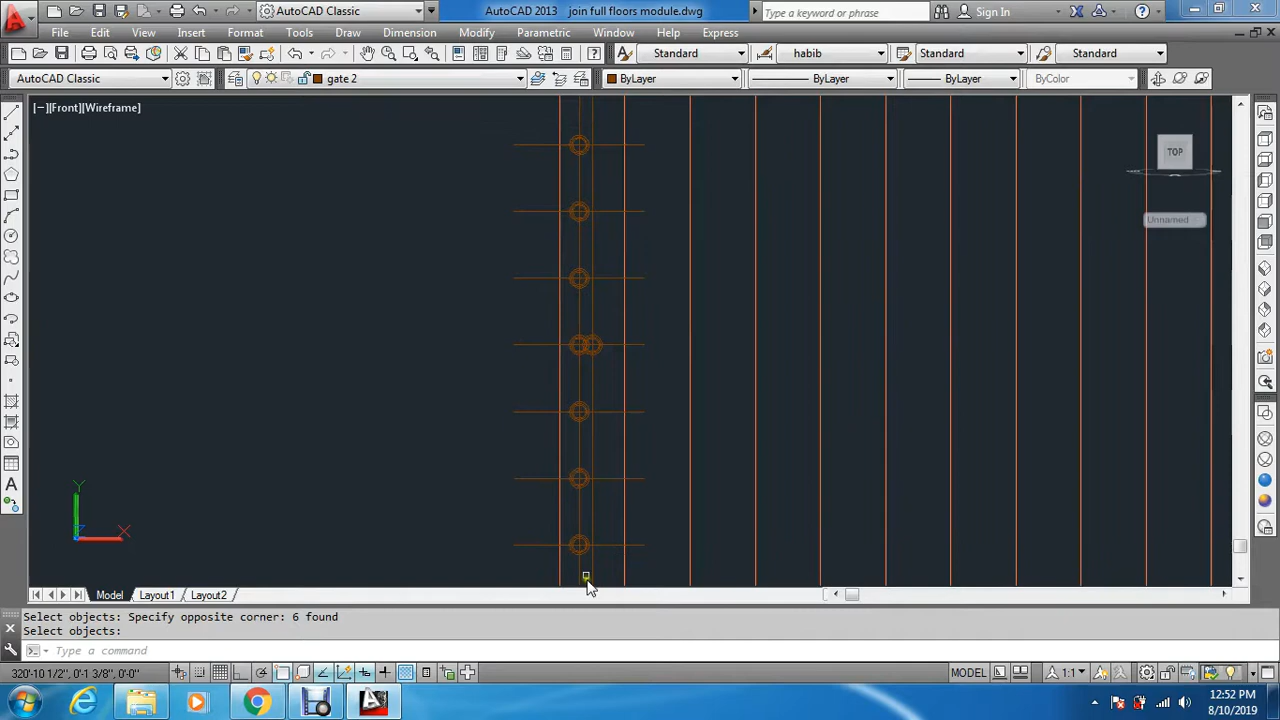 AutoCAD Classic
AutoCAD 2013 join full floors module.dwg
Type a keyword or phrase
Sign In
File Edit View Insert Format Tools Draw Dimension Modify Parametric Window Help Express
Standard habib Standard Standard
AutoCAD Classic gate 2 ByLayer ByLayer ByLayer ByColor
[−][Front][Wireframe]
TOP
Unnamed
Y
X
Model Layout1 Layout2
Select objects: Specify opposite corner: 6 found
Select objects:
Type a command
320'-10 1/2", 0'-1 3/8", 0'-0" MODEL 1:1
12:52 PM
8/10/2019